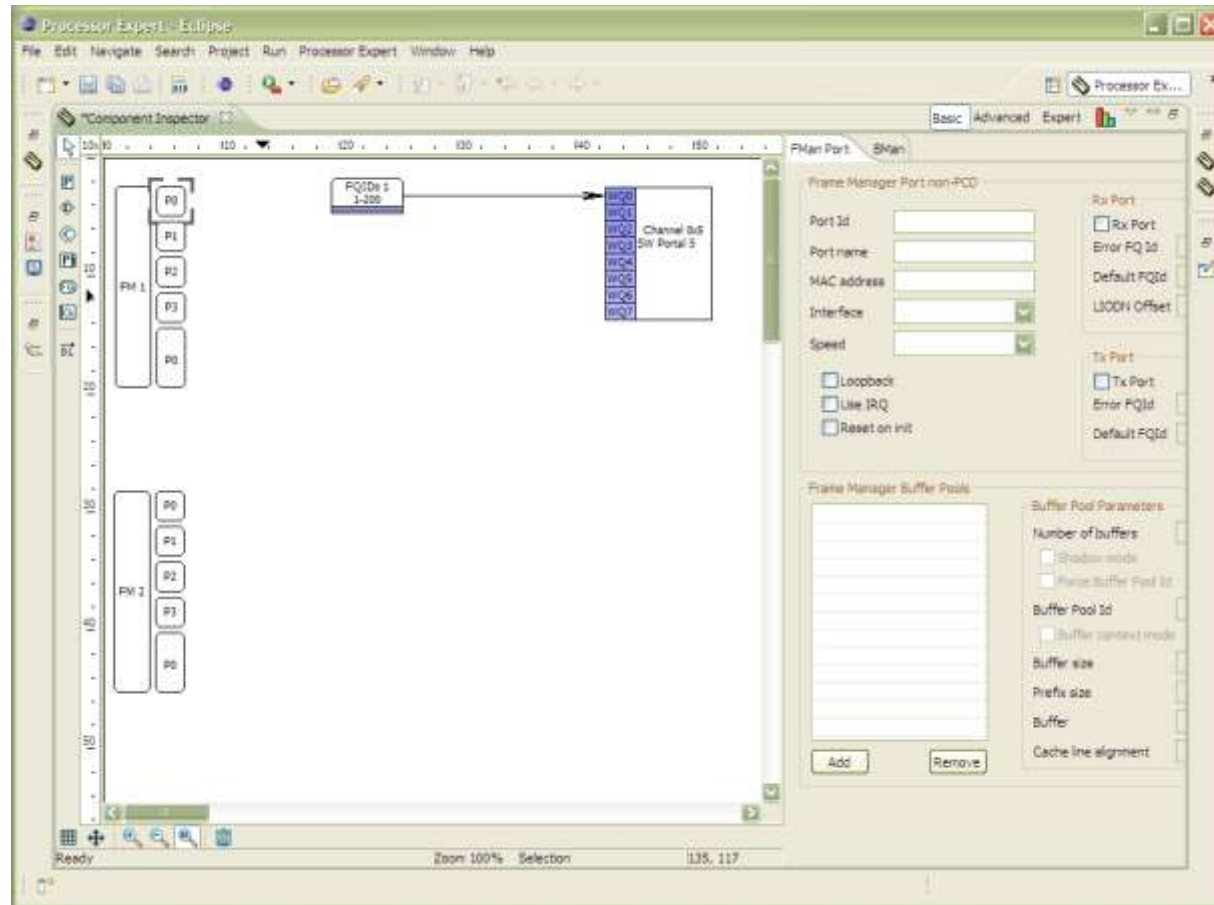 Processor Expert - Eclipse
File Edit Navigate Search Project Run Processor Expert Window Help
Processor Ex...
*Component Inspector
Basic Advanced Expert
FMan Port BMan
Frame Manager Port non-PCD
Rx Port
Port Id
Rx Port
Port name
Error FQ Id
MAC address
Default FQId
Interface
LIODN Offset
Speed
Tx Port
Loopback
Tx Port
Use IRQ
Error FQId
Reset on init
Default FQId
Frame Manager Buffer Pools
Buffer Pool Parameters
Number of buffers
Shadow mode
Parse Buffer Pool Id
Buffer Pool Id
Buffer context mode
Buffer size
Prefix size
Buffer
Cache line alignment
Add Remove
FM 1
P0
P1
P2
P3
P0
FQIDs 1
1-200
WQ0
WQ1
WQ2
WQ3
WQ4
WQ5
WQ6
WQ7
Channel 0x5
SW Portal 5
FM 2
P0
P1
P2
P3
P0
10
20
30
40
50
Ready Zoom 100% Selection 135, 117